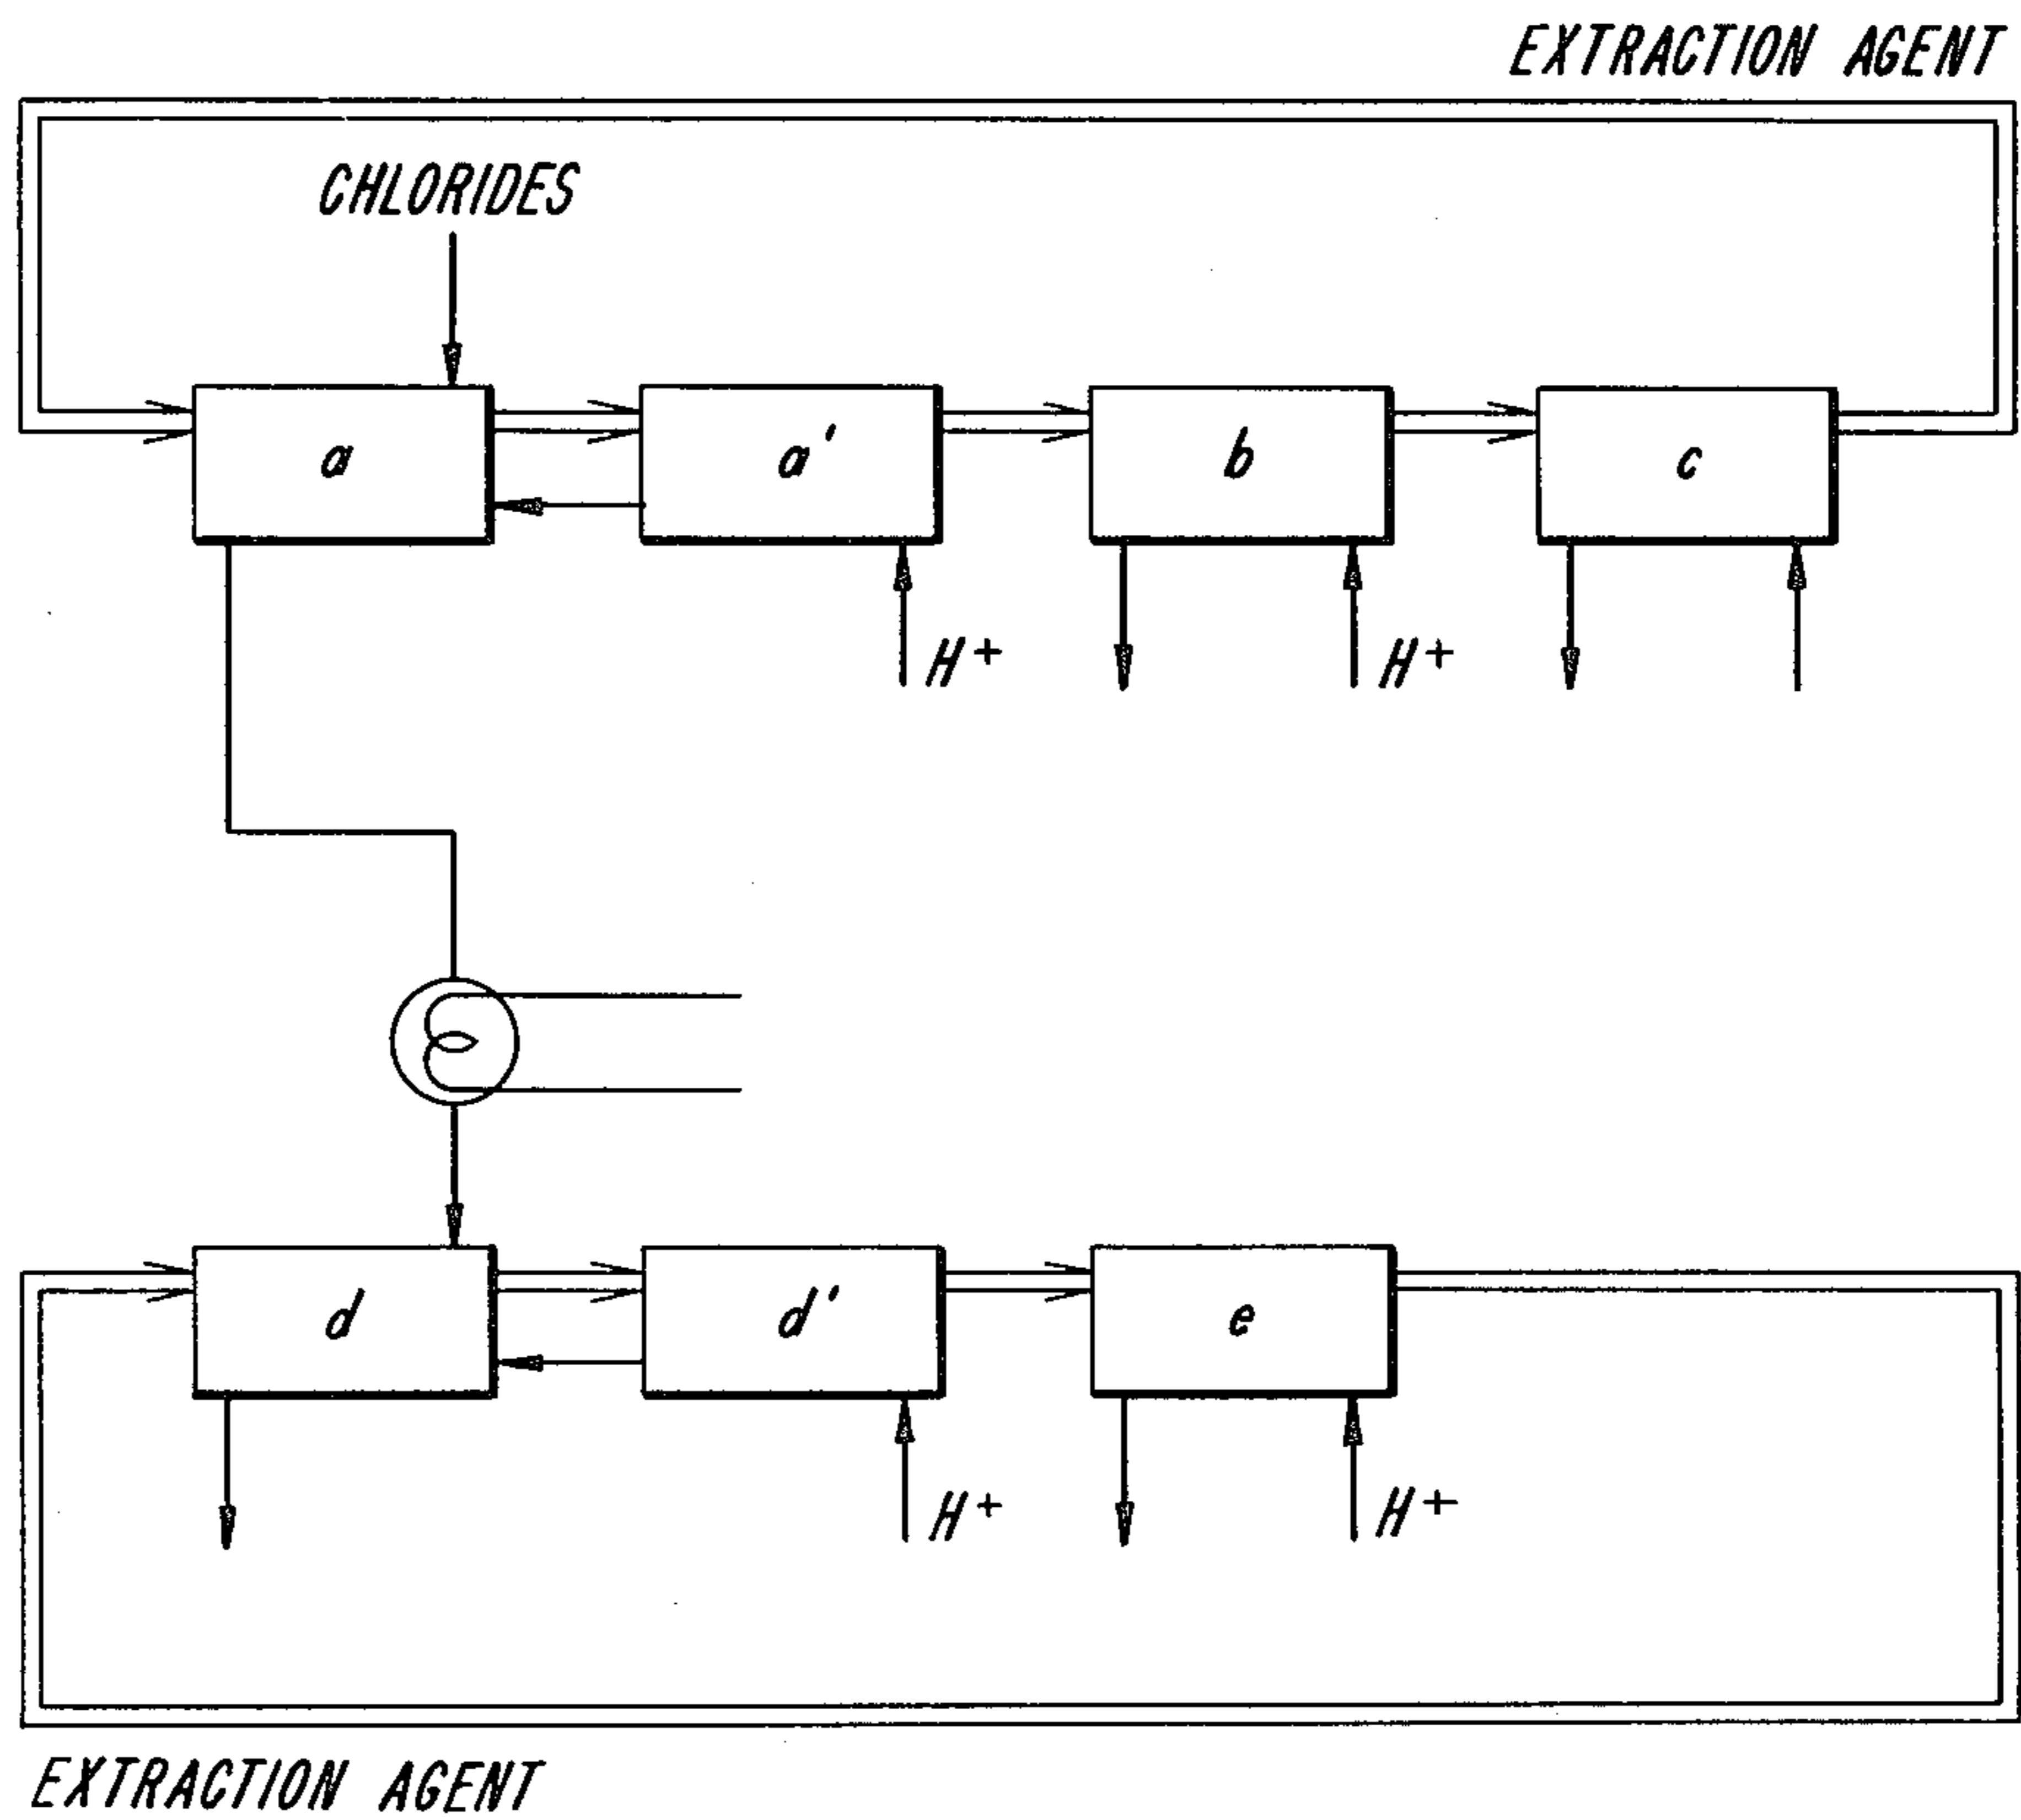 EXTRACTION AGENT
CHLORIDES
a a' b c
H+ H+
d d' e
H+ H+
EXTRACTION AGENT